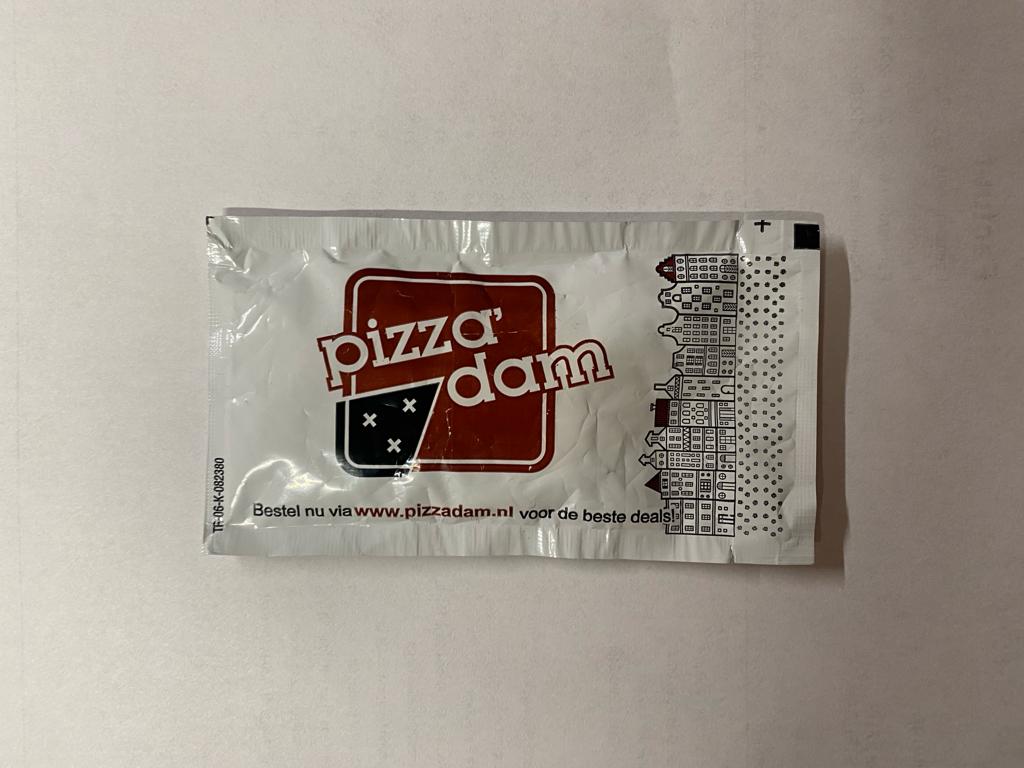 pizza'
dam
Bestel nu via www.pizzadam.nl voor de beste deals!
TF-06-K-082380